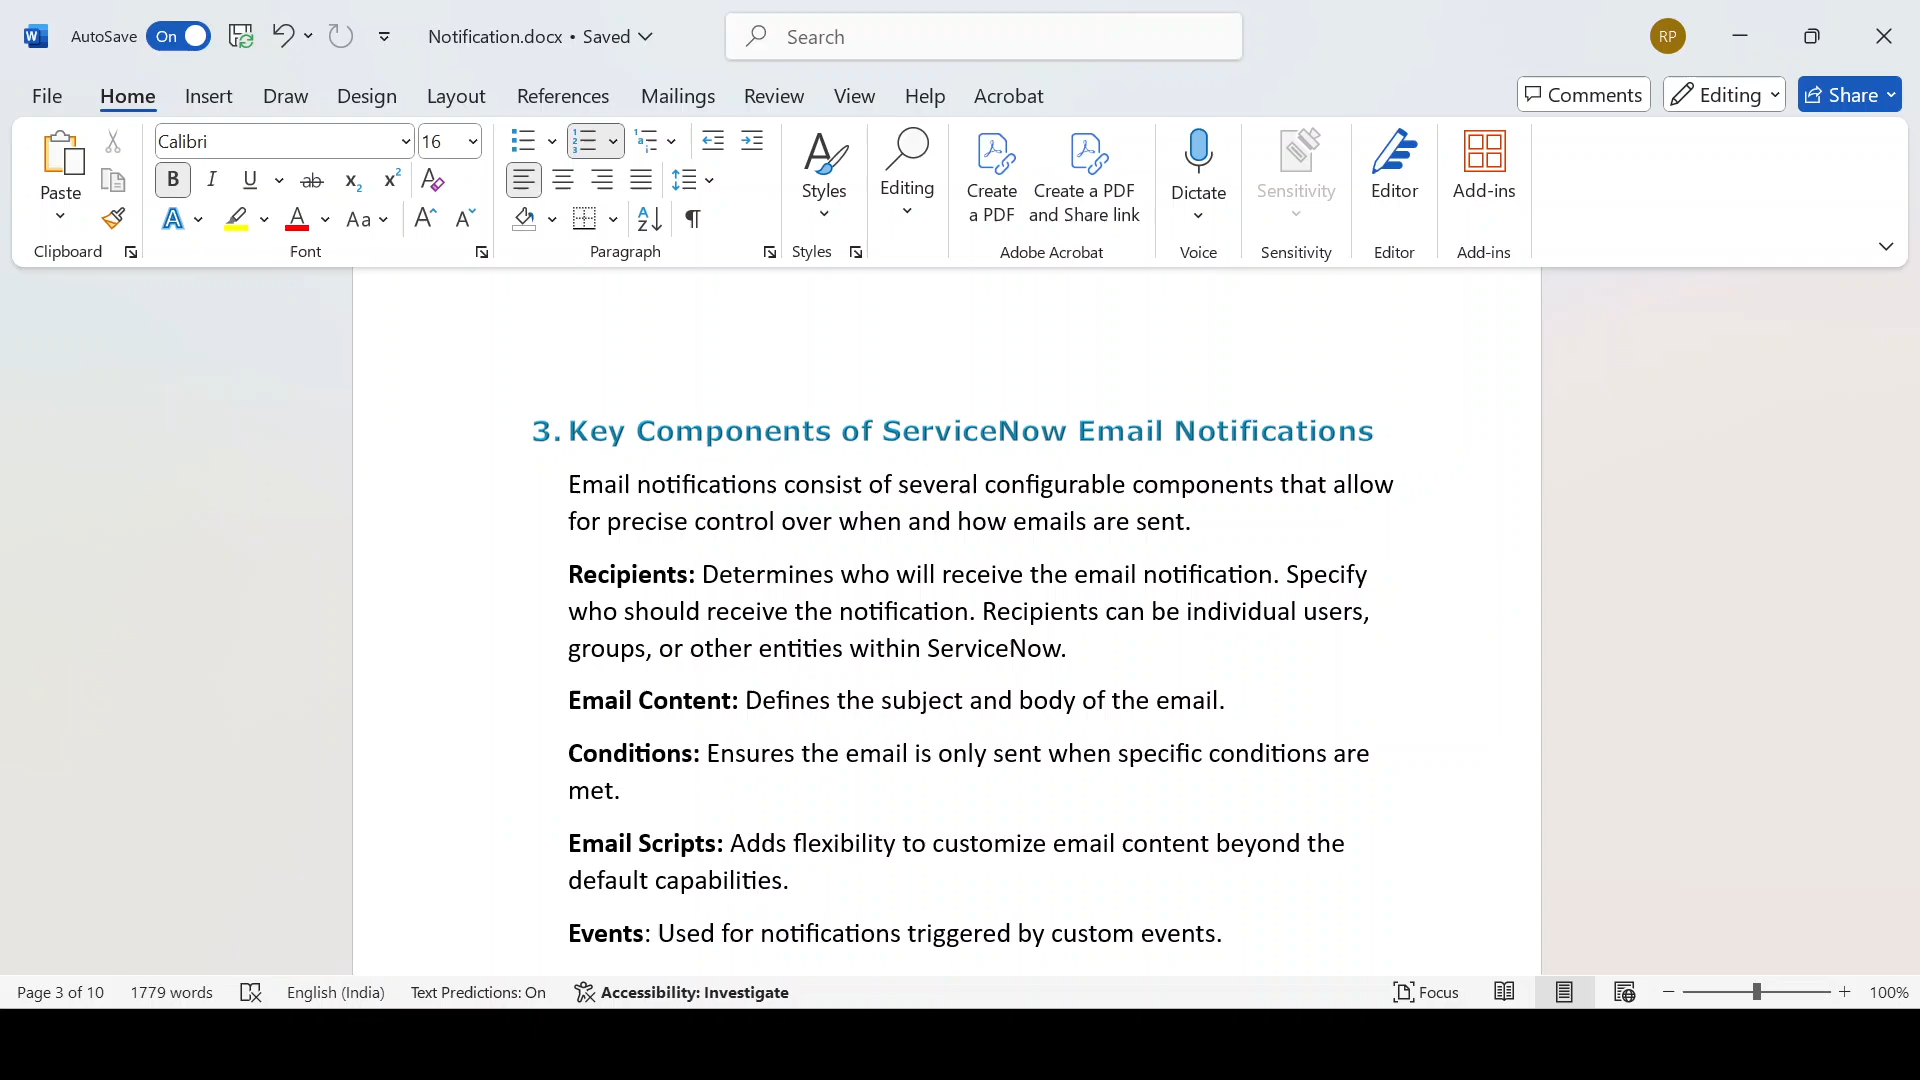 W AutoSave On Notification.docx • Saved Search RP
File Home Insert Draw Design Layout References Mailings Review View Help Acrobat Comments Editing Share
Paste
Clipboard
Calibri 16
B I U ab x2 x2 A
A A Aa A A
Font
Paragraph
Styles
Styles
Editing
Create a PDF
Create a PDF and Share link
Adobe Acrobat
Dictate
Voice
Sensitivity
Sensitivity
Editor
Editor
Add-ins
Add-ins
3. Key Components of ServiceNow Email Notifications
Email notifications consist of several configurable components that allow
for precise control over when and how emails are sent.
Recipients: Determines who will receive the email notification. Specify
who should receive the notification. Recipients can be individual users,
groups, or other entities within ServiceNow.
Email Content: Defines the subject and body of the email.
Conditions: Ensures the email is only sent when specific conditions are
met.
Email Scripts: Adds flexibility to customize email content beyond the
default capabilities.
Events: Used for notifications triggered by custom events.
Page 3 of 10 1779 words English (India) Text Predictions: On Accessibility: Investigate Focus 100%